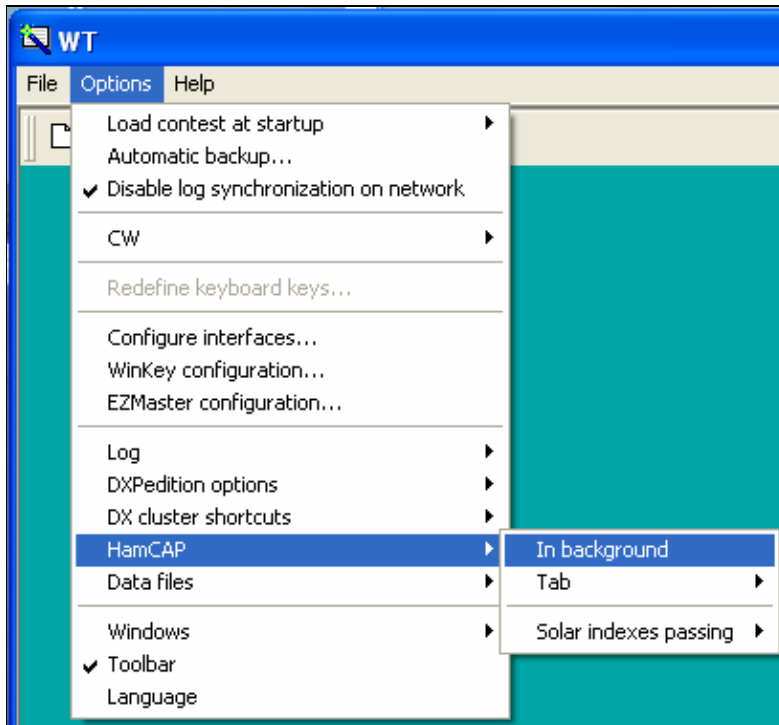 WT
File Options Help
Load contest at startup
Automatic backup...
Disable log synchronization on network
CW
Redefine keyboard keys...
Configure interfaces...
WinKey configuration...
EZMaster configuration...
Log
DXPedition options
DX cluster shortcuts
HamCAP
In background
Data files
Tab
Windows
Solar indexes passing
Toolbar
Language